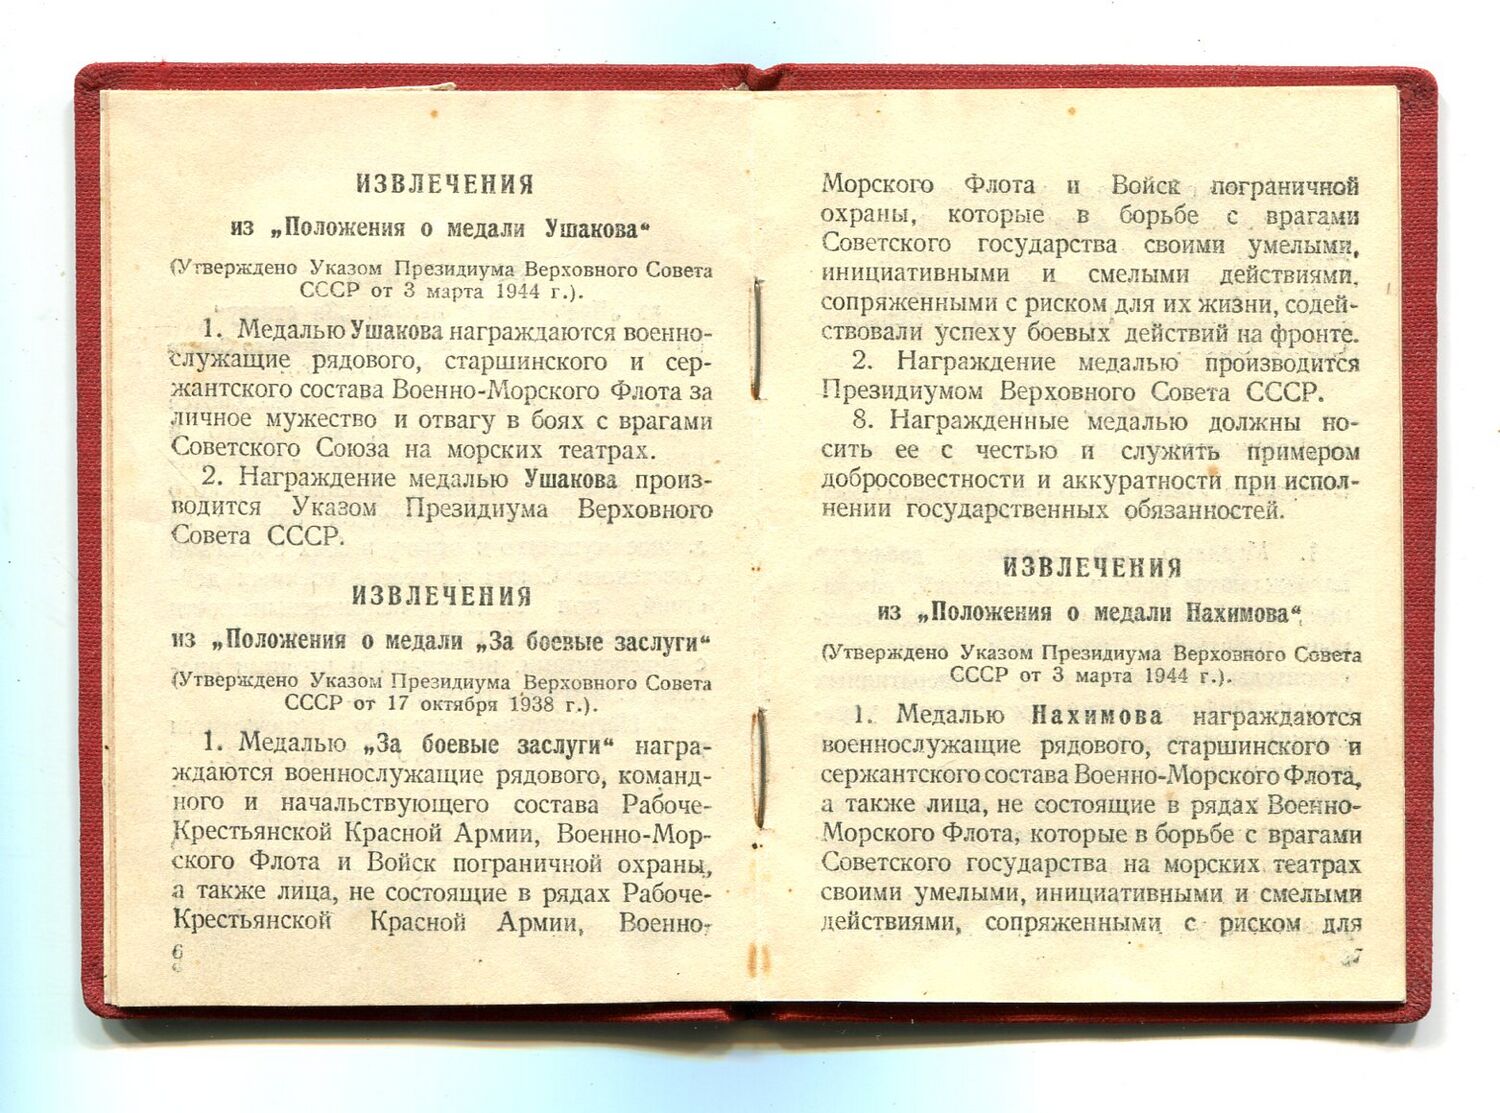 ИЗВЛЕЧЕНИЯ
из „Положения о медали Ушакова“
(Утверждено Указом Президиума Верховного Совета
СССР от 3 марта 1944 г.).
1. Медалью Ушакова награждаются военно-
служащие рядового, старшинского и сер-
жантского состава Военно-Морского Флота за
личное мужество и отвагу в боях с врагами
Советского Союза на морских театрах.
2. Награждение медалью Ушакова произ-
водится Указом Президиума Верховного
Совета СССР.
ИЗВЛЕЧЕНИЯ
из „Положения о медали „За боевые заслуги“
(Утверждено Указом Президиума Верховного Совета
СССР от 17 октября 1938 г.).
1. Медалью „За боевые заслуги“ награ-
ждаются военнослужащие рядового, команд-
ного и начальствующего состава Рабоче-
Крестьянской Красной Армии, Военно-Мор-
ского Флота и Войск пограничной охраны,
а также лица, не состоящие в рядах Рабоче-
Крестьянской Красной Армии, Военно-
6
Морского Флота и Войск пограничной
охраны, которые в борьбе с врагами
Советского государства своими умелыми,
инициативными и смелыми действиями,
сопряженными с риском для их жизни, содей-
ствовали успеху боевых действий на фронте.
2. Награждение медалью производится
Президиумом Верховного Совета СССР.
8. Награжденные медалью должны но-
сить ее с честью и служить примером
добросовестности и аккуратности при испол-
нении государственных обязанностей.
ИЗВЛЕЧЕНИЯ
из „Положения о медали Нахимова“
(Утверждено Указом Президиума Верховного Совета
СССР от 3 марта 1944 г.).
1. Медалью Нахимова награждаются
военнослужащие рядового, старшинского и
сержантского состава Военно-Морского Флота,
а также лица, не состоящие в рядах Военно-
Морского Флота, которые в борьбе с врагами
Советского государства на морских театрах
своими умелыми, инициативными и смелыми
действиями, сопряженными с риском для
7